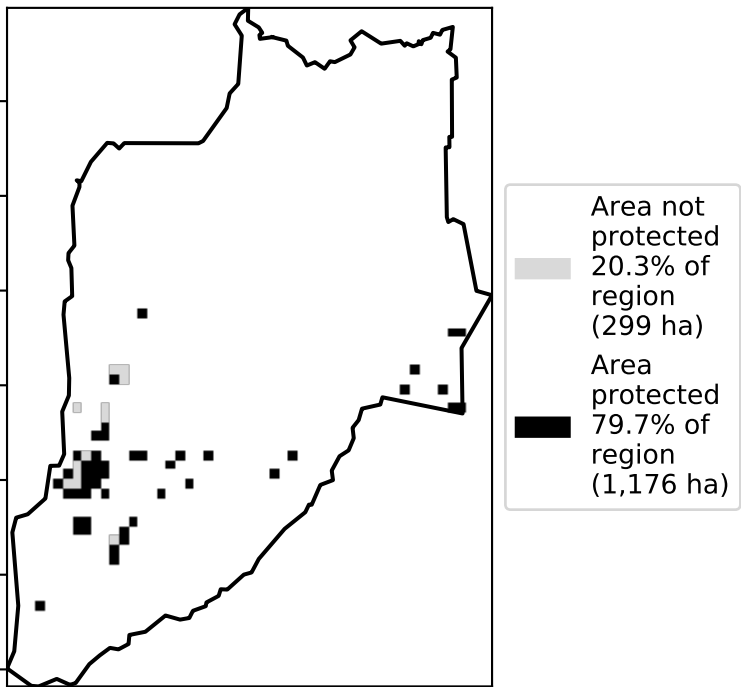 Area not
protected
20.3% of
region
(299 ha)
Area
protected
79.7% of
region
(1,176 ha)